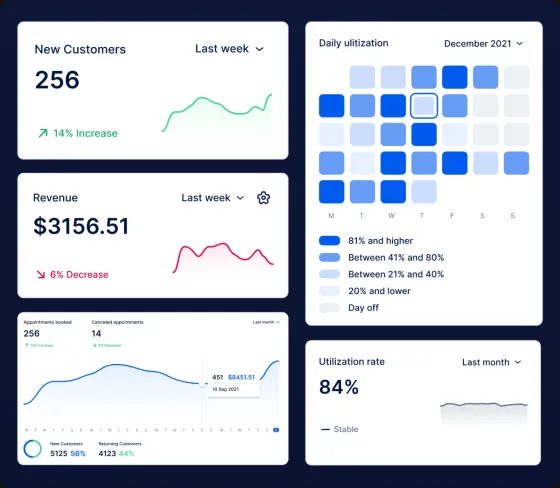 New Customers
Last week
256
14% Increase
Revenue
Last week
$3156.51
6% Decrease
Appointments booked
Canceled appointments
Last month
256
14
14% Increase
6% Decrease
451 $8451.51
10 Sep 2021
M T W T F S S M T W T F S S M T W T F S S M T W T F S S
New Customers
Returning Customers
5125 56%
4123 44%
Daily ulitization
December 2021
M T W T F S S
81% and higher
Between 41% and 80%
Between 21% and 40%
20% and lower
Day off
Utilization rate
Last month
84%
Stable